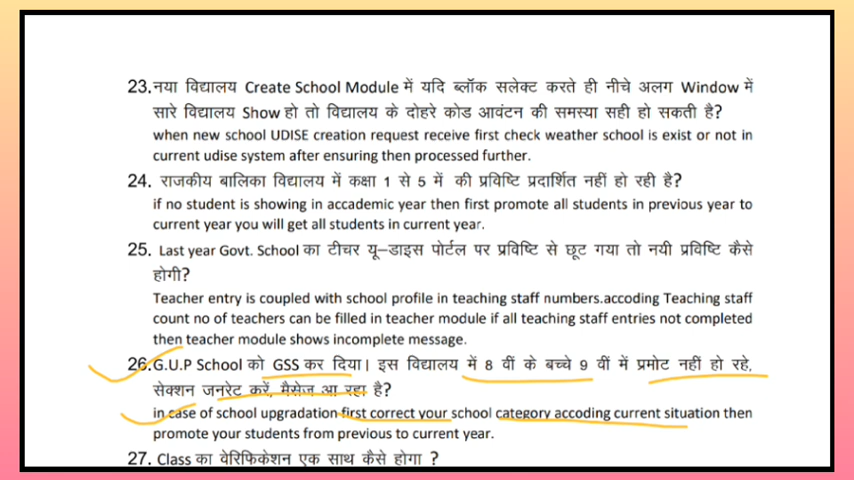 23.नया विद्यालय Create School Module में यदि ब्लॉक सलेक्ट करते ही नीचे अलग Window में
सारे विद्यालय Show हो तो विद्यालय के दोहरे कोड आवंटन की समस्या सही हो सकती है?
when new school UDISE creation request receive first check weather school is exist or not in
current udise system after ensuring then processed further.
24. राजकीय बालिका विद्यालय में कक्षा 1 से 5 में की प्रविष्टि प्रदार्शित नहीं हो रही है?
if no student is showing in accademic year then first promote all students in previous year to
current year you will get all students in current year.
25. Last year Govt. School का टीचर यू–डाइस पोर्टल पर प्रविष्टि से छूट गया तो नयी प्रविष्टि कैसे
होगी?
Teacher entry is coupled with school profile in teaching staff numbers.accoding Teaching staff
count no of teachers can be filled in teacher module if all teaching staff entries not completed
then teacher module shows incomplete message.
26.G.U.P School को GSS कर दिया। इस विद्यालय में 8 वीं के बच्चे 9 वीं में प्रमोट नहीं हो रहे,
सेक्शन जनरेट करें, मैसेज आ रहा है?
in case of school upgradation first correct your school category accoding current situation then
promote your students from previous to current year.
27. Class का वेरिफिकेशन एक साथ कैसे होगा ?